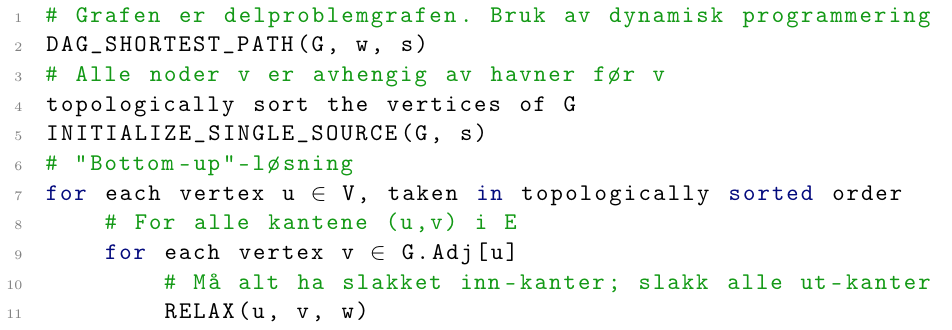 1 # Grafen er delproblemgrafen. Bruk av dynamisk programmering
2 DAG_SHORTEST_PATH(G, w, s)
3 # Alle noder v er avhengig av havner før v
4 topologically sort the vertices of G
5 INITIALIZE_SINGLE_SOURCE(G, s)
6 # "Bottom-up"-løsning
7 for each vertex u ∈ V, taken in topologically sorted order
8 # For alle kantene (u,v) i E
9 for each vertex v ∈ G.Adj[u]
10 # Må alt ha slakket inn-kanter; slakk alle ut-kanter
11 RELAX(u, v, w)